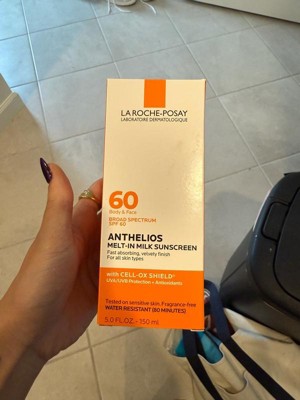 LA ROCHE-POSAY
LABORATOIRE DERMATOLOGIQUE
60
Body & Face
BROAD SPECTRUM
SPF 60
ANTHELIOS
MELT-IN MILK SUNSCREEN
Fast absorbing, velvety finish
For all skin types
with CELL-OX SHIELD®
UVA/UVB Protection + Antioxidants
Tested on sensitive skin. Fragrance-free
WATER RESISTANT (80 MINUTES)
5.0 FL.OZ. - 150 ml